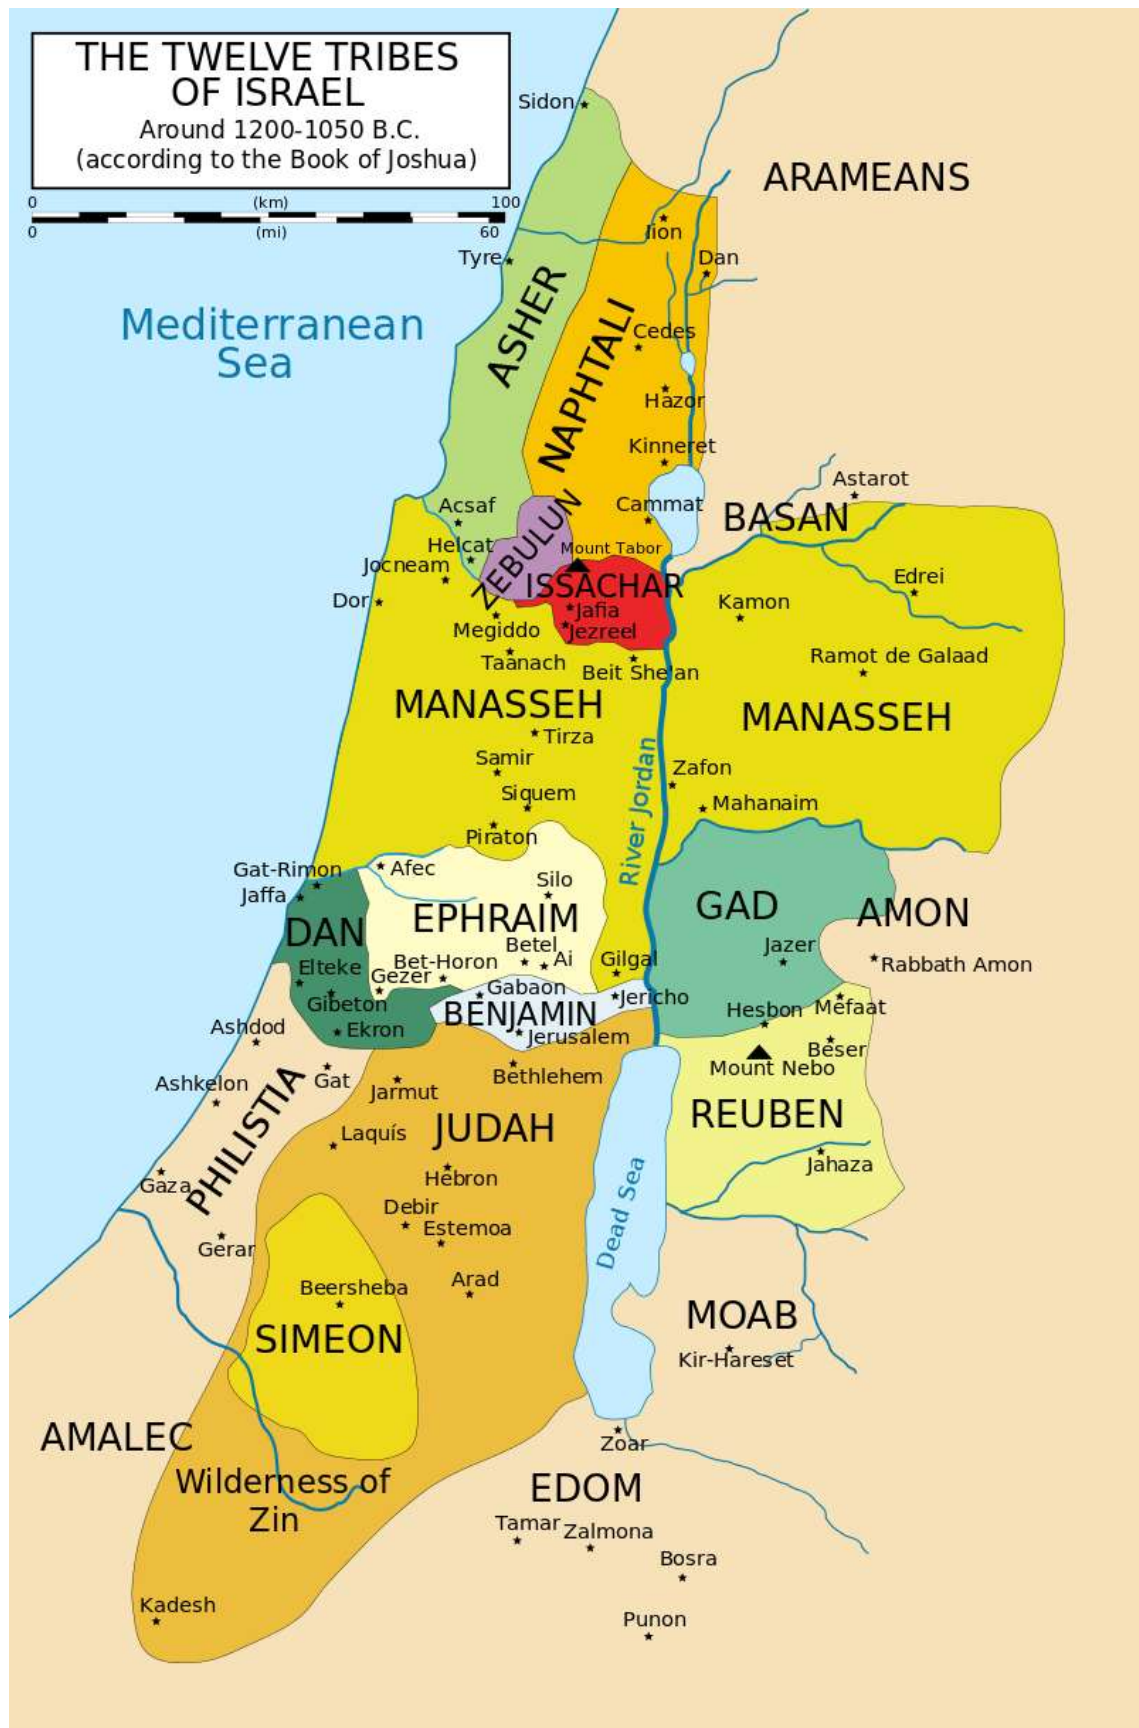 THE TWELVE TRIBES
OF ISRAEL
Around 1200-1050 B.C.
(according to the Book of Joshua)
0 (km) 100
0 (mi) 60
Sidon
ARAMEANS
Iion
Tyre
Dan
ASHER
Mediterranean
Sea
NAPHTALI
Cedes
Hazor
Kinneret
Astarot
Acsaf
Cammat
BASAN
ZEBULUN
Helcat
Mount Tabor
Jocneam
ISSACHAR
Edrei
Dor
Jafia
Kamon
Megiddo
Jezreel
Taanach
Beit She'an
Ramot de Galaad
MANASSEH
MANASSEH
Tirza
Samir
River Jordan
Zafon
Siquem
Mahanaim
Piraton
Gat-Rimon
Afec
Jaffa
Silo
GAD
AMON
DAN
EPHRAIM
Betel
Jazer
Elteke
Bet-Horon
Ai
Gilgal
Rabbath Amon
Gezer
Gibeton
Gabaon
Jericho
Hesbon
Mefaat
BENJAMIN
Ashdod
Ekron
Jerusalem
Beser
Mount Nebo
Ashkelon
Gat
Jarmut
Bethlehem
PHILISTIA
REUBEN
Laquís
JUDAH
Gaza
Hebron
Dead Sea
Jahaza
Debir
Estemoa
Gerar
Beersheba
Arad
SIMEON
MOAB
Kir-Hareset
AMALEC
Zoar
Wilderness of
Zin
EDOM
Tamar
Zalmona
Bosra
Kadesh
Punon